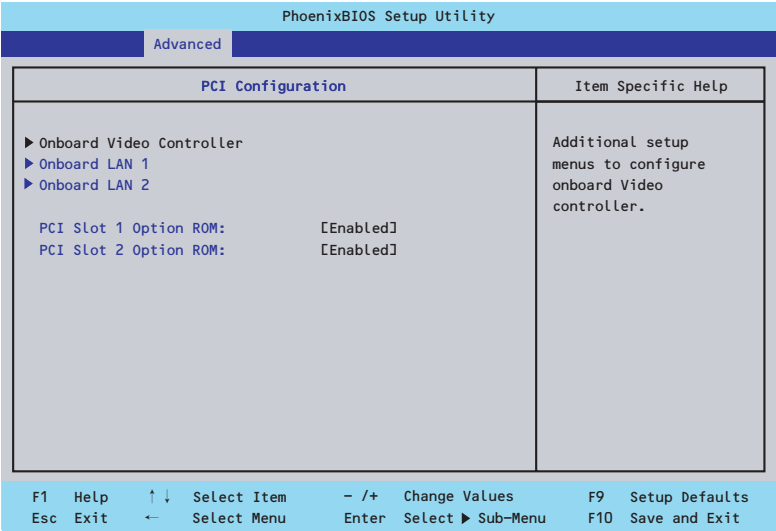 PhoenixBIOS Setup Utility
Advanced
PCI Configuration
Item Specific Help
▶ Onboard Video Controller
▶ Onboard LAN 1
▶ Onboard LAN 2
PCI Slot 1 Option ROM: [Enabled]
PCI Slot 2 Option ROM: [Enabled]
Additional setup
menus to configure
onboard Video
controller.
F1 Help ↑↓ Select Item - /+ Change Values F9 Setup Defaults
Esc Exit ← Select Menu Enter Select ▶ Sub-Menu F10 Save and Exit